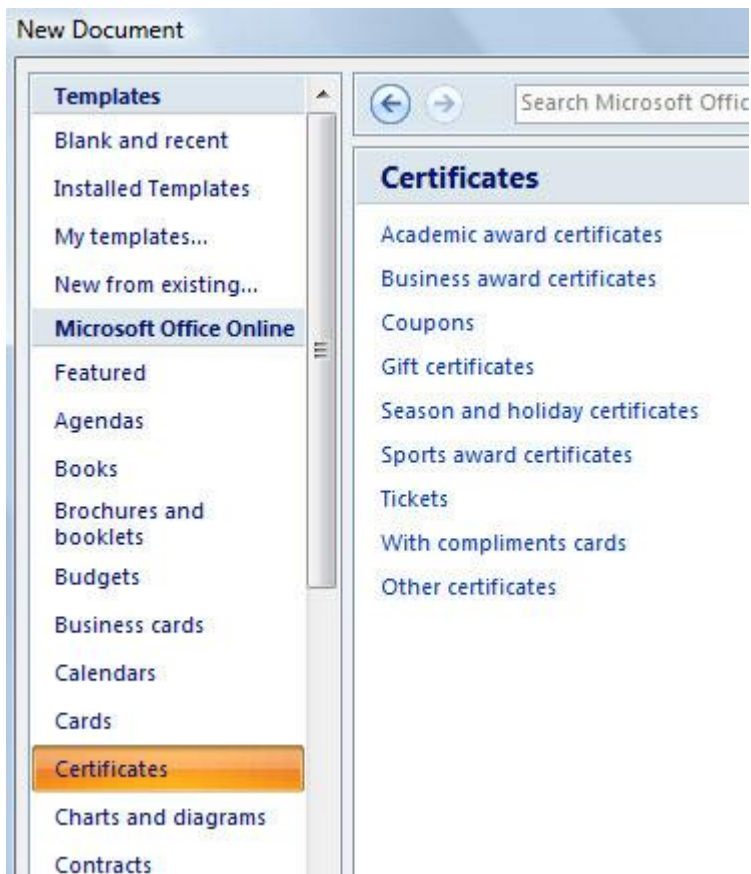 New Document
Templates
Blank and recent
Installed Templates
My templates...
New from existing...
Microsoft Office Online
Featured
Agendas
Books
Brochures and
booklets
Budgets
Business cards
Calendars
Cards
Certificates
Charts and diagrams
Contracts
Search Microsoft Offic
Certificates
Academic award certificates
Business award certificates
Coupons
Gift certificates
Season and holiday certificates
Sports award certificates
Tickets
With compliments cards
Other certificates